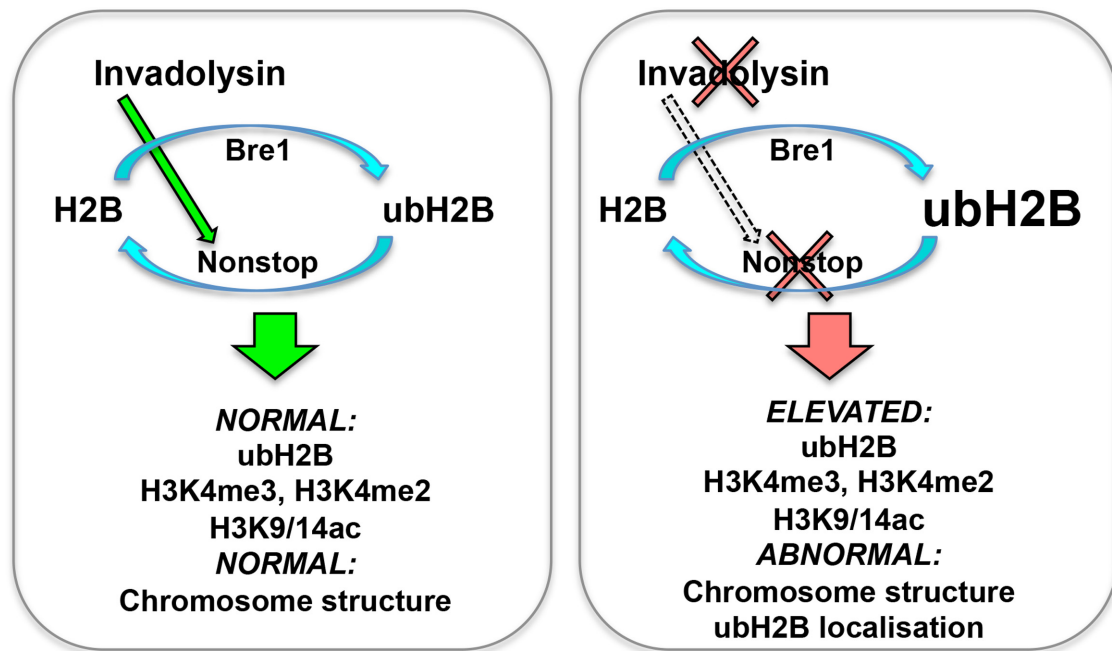 Invadolysin
Bre1
H2B
ubH2B
Nonstop
NORMAL:
ubH2B
H3K4me3, H3K4me2
H3K9/14ac
NORMAL:
Chromosome structure
Invadolysin
Bre1
H2B
ubH2B
Nonstop
ELEVATED:
ubH2B
H3K4me3, H3K4me2
H3K9/14ac
ABNORMAL:
Chromosome structure
ubH2B localisation